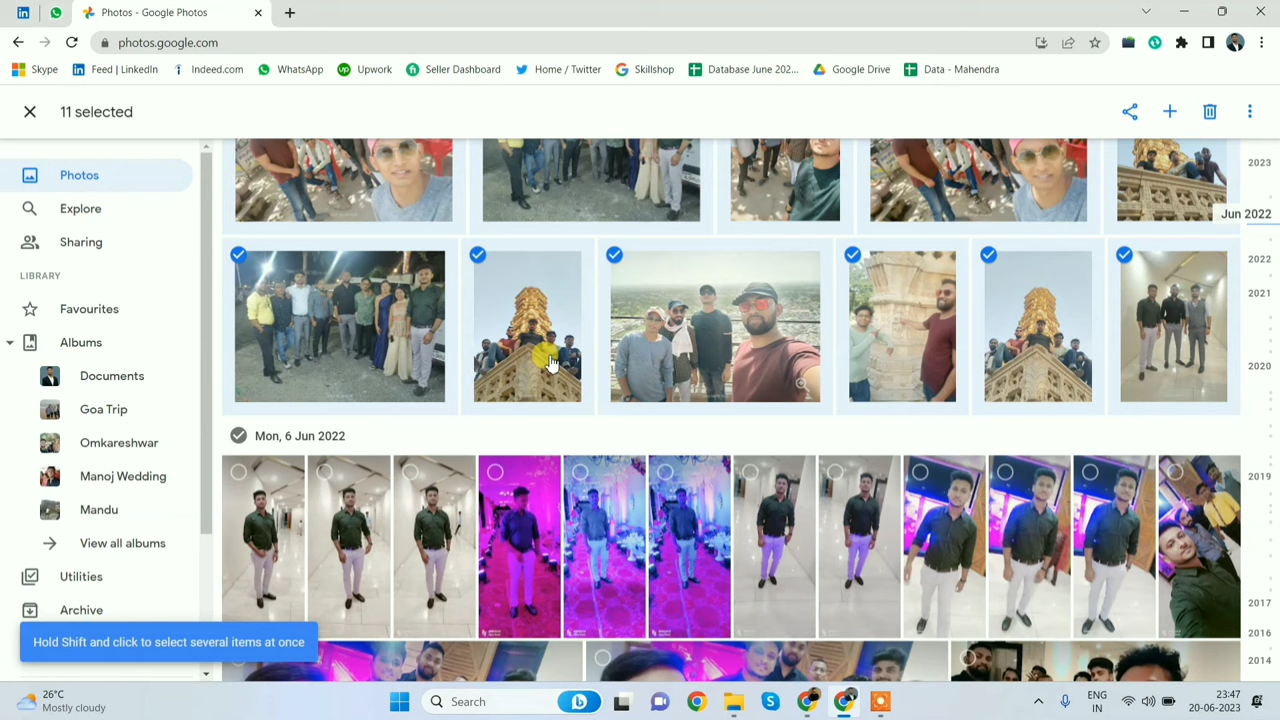 Photos - Google Photos
photos.google.com
Skype
Feed | LinkedIn
Indeed.com
WhatsApp
Upwork
Seller Dashboard
Home / Twitter
Skillshop
Database June 202...
Google Drive
Data - Mahendra
11 selected
Photos
Explore
Sharing
LIBRARY
Favourites
Albums
Documents
Goa Trip
Omkareshwar
Manoj Wedding
Mandu
View all albums
Utilities
Archive
Hold Shift and click to select several items at once
Mon, 6 Jun 2022
2023
Jun 2022
2022
2021
2020
2019
2017
2016
2014
26°C
Mostly cloudy
Search
ENG
IN
23:47
20-06-2023